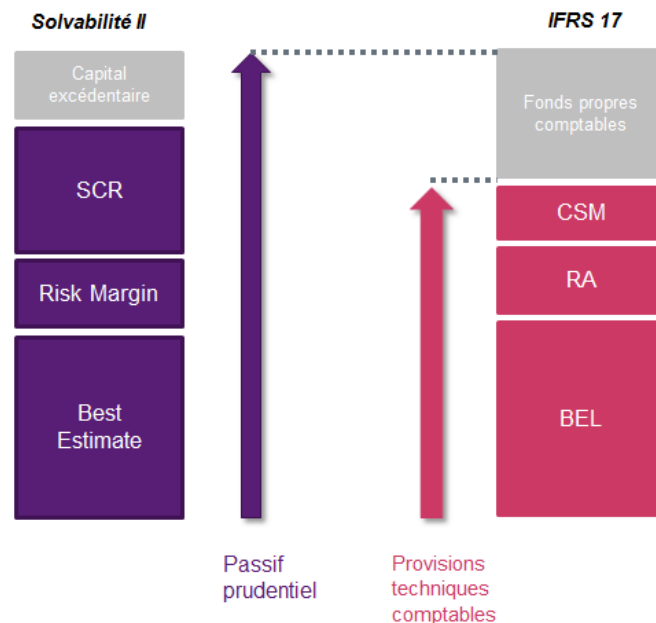 Solvabilité II
IFRS 17
Capital
excédentaire
SCR
Risk Margin
Best
Estimate
Fonds propres
comptables
CSM
RA
BEL
Passif
prudentiel
Provisions
techniques
comptables